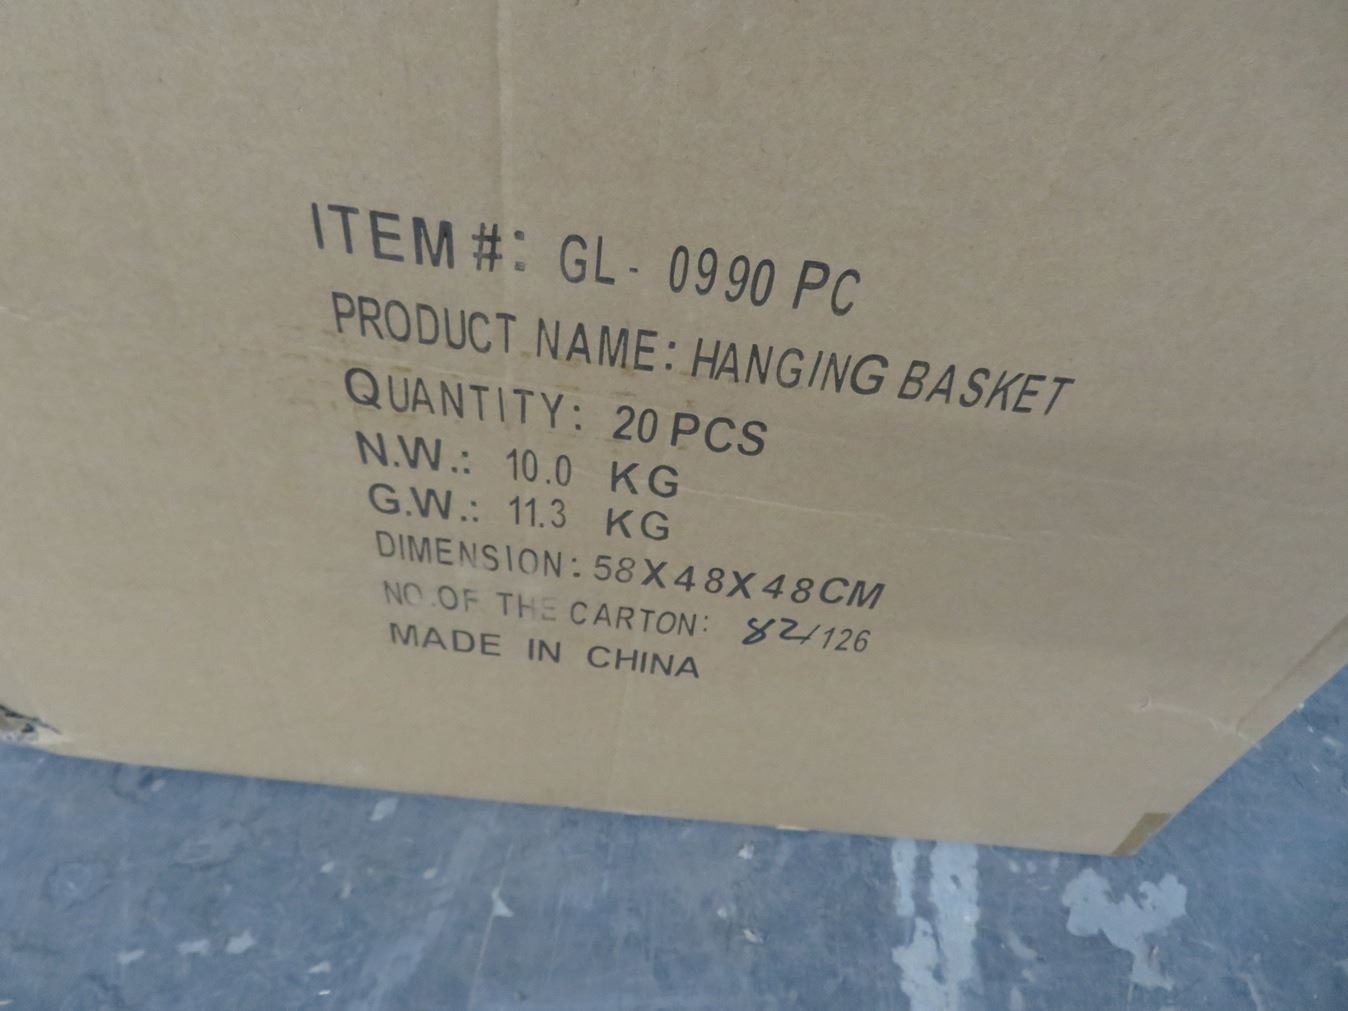 ITEM #: GL- 0990 PC
PRODUCT NAME: HANGING BASKET
QUANTITY: 20 PCS
N.W.: 10.0 KG
G.W.: 11.3 KG
DIMENSION: 58X48X48CM
NO.OF THE CARTON: 82/126
MADE IN CHINA